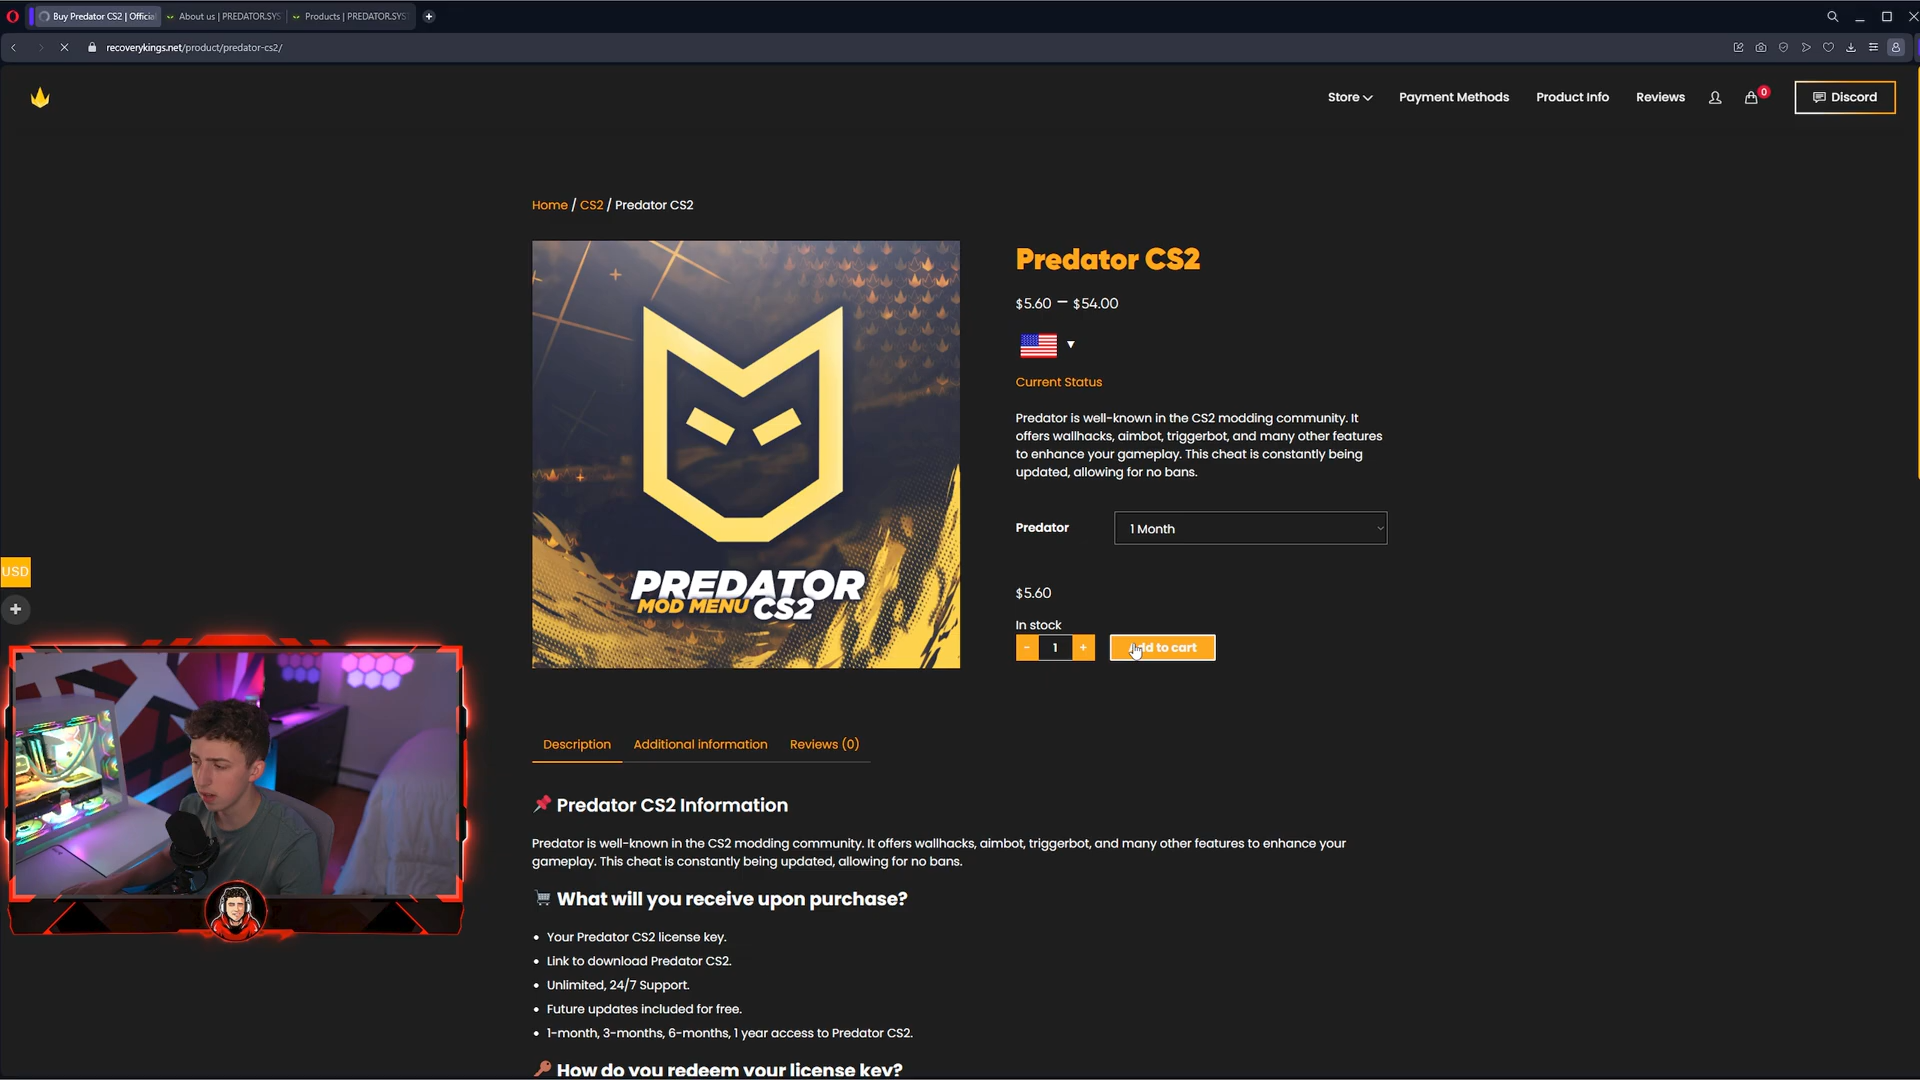 Buy Predator CS2 | Official
About us | PREDATOR.SYS
Products | PREDATOR.SYS
recoverykings.net/product/predator-cs2/
Store
Payment Methods
Product Info
Reviews
0
Discord
Home / CS2 / Predator CS2
PREDATOR
MOD MENU CS2
Predator CS2
$5.60 – $54.00
Current Status
Predator is well-known in the CS2 modding community. It
offers wallhacks, aimbot, triggerbot, and many other features
to enhance your gameplay. This cheat is constantly being
updated, allowing for no bans.
Predator
1 Month
$5.60
In stock
- 1 +
Add to cart
USD
+
Description
Additional information
Reviews (0)
Predator CS2 Information
Predator is well-known in the CS2 modding community. It offers wallhacks, aimbot, triggerbot, and many other features to enhance your
gameplay. This cheat is constantly being updated, allowing for no bans.
What will you receive upon purchase?
• Your Predator CS2 license key.
• Link to download Predator CS2.
• Unlimited, 24/7 Support.
• Future updates included for free.
• 1-month, 3-months, 6-months, 1 year access to Predator CS2.
How do you redeem your license key?